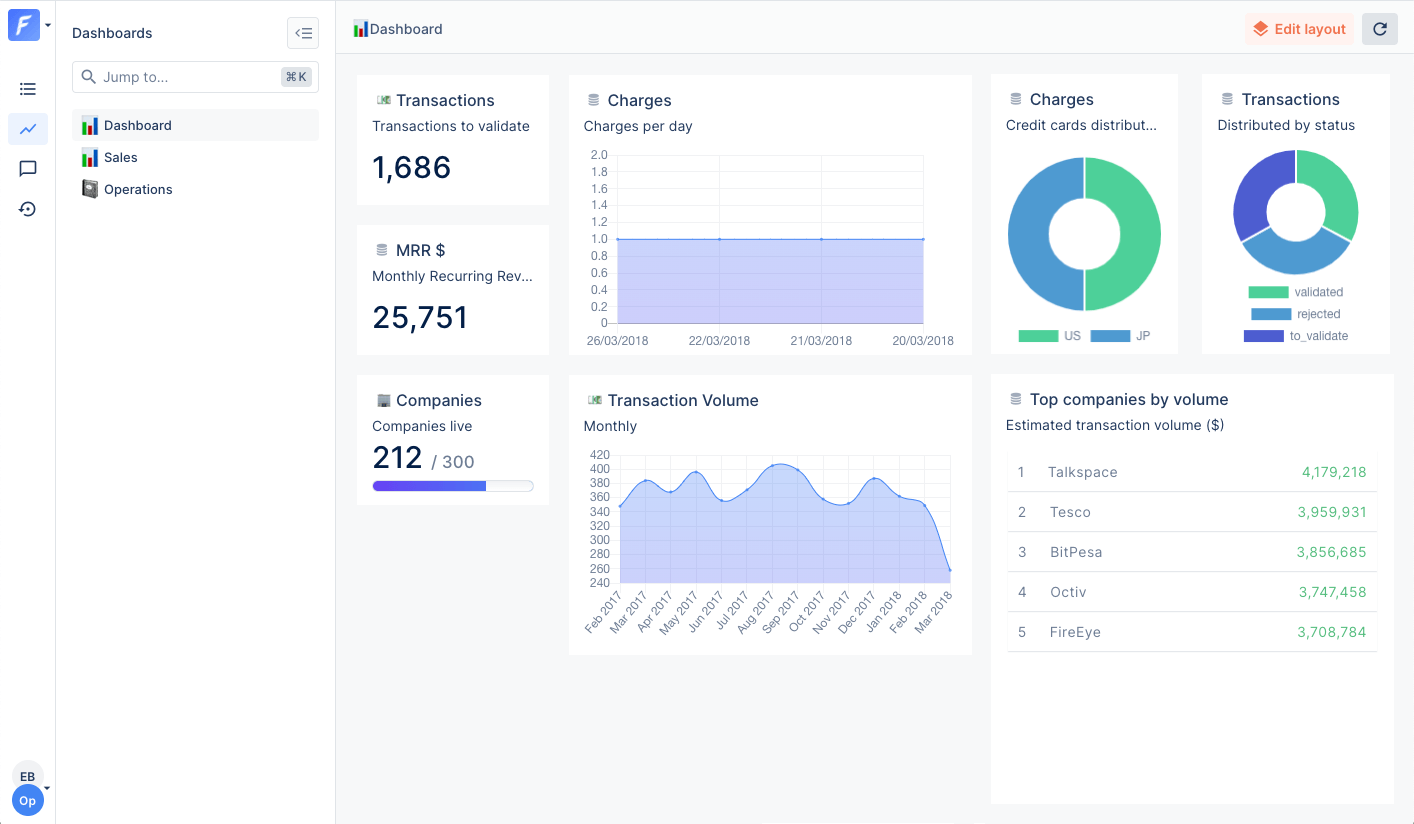 F
Dashboards
Jump to...
⌘K
Dashboard
Sales
Operations
EB
Op
Dashboard
Edit layout
Transactions
Transactions to validate
1,686
MRR $
Monthly Recurring Rev...
25,751
Companies
Companies live
212 / 300
Charges
Charges per day
2.0
1.8
1.6
1.4
1.2
1.0
0.8
0.6
0.4
0.2
0
26/03/2018 22/03/2018 21/03/2018 20/03/2018
Transaction Volume
Monthly
420
400
380
360
340
320
300
280
260
240
Feb 2017 Mar 2017 Apr 2017 May 2017 Jun 2017 Jul 2017 Aug 2017 Sep 2017 Oct 2017 Nov 2017 Dec 2017 Jan 2018 Feb 2018 Mar 2018
Charges
Credit cards distribut...
US JP
Transactions
Distributed by status
validated
rejected
to_validate
Top companies by volume
Estimated transaction volume ($)
1 Talkspace 4,179,218
2 Tesco 3,959,931
3 BitPesa 3,856,685
4 Octiv 3,747,458
5 FireEye 3,708,784